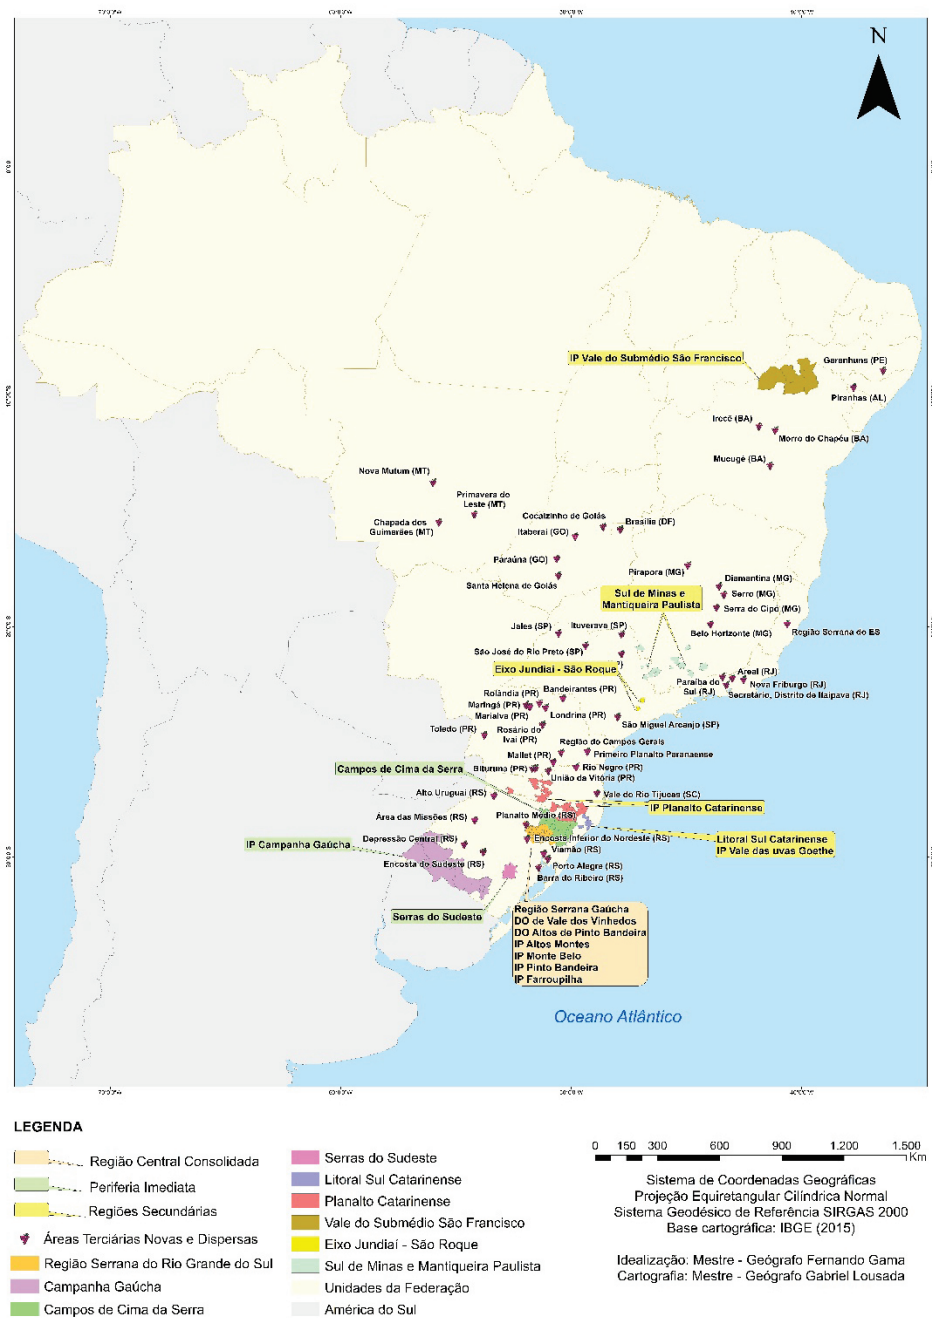 N
IP Vale do Submédio São Francisco
Garanhuns (PE)
Piranhas (AL)
Irecê (BA)
Morro do Chapéu (BA)
Mucugê (BA)
Nova Mutum (MT)
Primavera do
Leste (MT)
Chapada dos
Guimarães (MT)
Cocalzinho de Goiás
Brasília (DF)
Itaberaí (GO)
Paraúna (GO)
Santa Helena de Goiás
Pirapora (MG)
Diamantina (MG)
Serro (MG)
Serra do Cipó (MG)
Belo Horizonte (MG)
Região Serrana do ES
Sul de Minas e
Mantiqueira Paulista
Jales (SP)
Ituverava (SP)
São José do Rio Preto (SP)
Eixo Jundiaí - São Roque
Areal (RJ)
Paraíba do
Sul (RJ)
Nova Friburgo (RJ)
Secretário, Distrito de Itaipava (RJ)
Bandeirantes (PR)
Rolândia (PR)
Maringá (PR)
Marialva (PR)
Londrina (PR)
São Miguel Arcanjo (SP)
Toledo (PR)
Rosário do
Ivaí (PR)
Região do Campos Gerais
Mallet (PR)
Primeiro Planalto Paranaense
Bituruna (PR)
Rio Negro (PR)
União da Vitória (PR)
Campos de Cima da Serra
Alto Uruguai (RS)
Vale do Rio Tijucas (SC)
IP Planalto Catarinense
Área das Missões (RS)
Planalto Médio (RS)
IP Campanha Gaúcha
Depressão Central (RS)
Encosta Inferior do Nordeste (RS)
Litoral Sul Catarinense
IP Vale das uvas Goethe
Encosta do Sudeste (RS)
Viamão (RS)
Porto Alegre (RS)
Barra do Ribeiro (RS)
Serras do Sudeste
Região Serrana Gaúcha
DO de Vale dos Vinhedos
DO Altos de Pinto Bandeira
IP Altos Montes
IP Monte Belo
IP Pinto Bandeira
IP Farroupilha
Oceano Atlântico
LEGENDA
Região Central Consolidada
Periferia Imediata
Regiões Secundárias
Áreas Terciárias Novas e Dispersas
Região Serrana do Rio Grande do Sul
Campanha Gaúcha
Campos de Cima da Serra
Serras do Sudeste
Litoral Sul Catarinense
Planalto Catarinense
Vale do Submédio São Francisco
Eixo Jundiaí - São Roque
Sul de Minas e Mantiqueira Paulista
Unidades da Federação
América do Sul
0 150 300 600 900 1.200 1.500
Km
Sistema de Coordenadas Geográficas
Projeção Equiretangular Cilíndrica Normal
Sistema Geodésico de Referência SIRGAS 2000
Base cartográfica: IBGE (2015)
Idealização: Mestre - Geógrafo Fernando Gama
Cartografia: Mestre - Geógrafo Gabriel Lousada